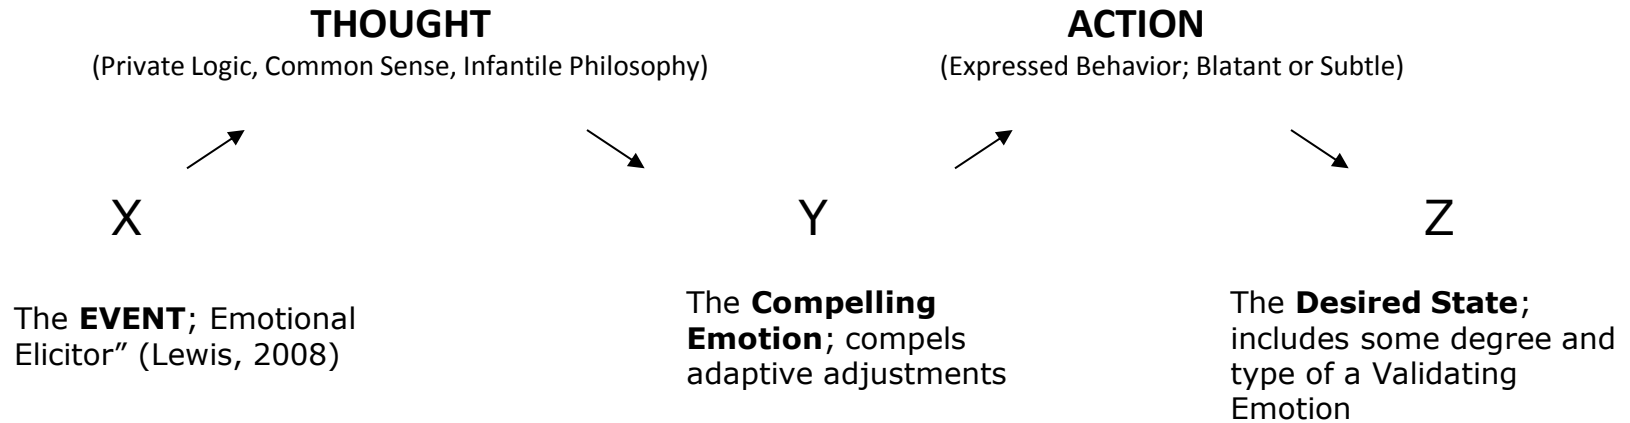 THOUGHT
(Private Logic, Common Sense, Infantile Philosophy)
ACTION
(Expressed Behavior; Blatant or Subtle)
X
Y
Z
The EVENT; Emotional
Elicitor” (Lewis, 2008)
The Compelling
Emotion; compels
adaptive adjustments
The Desired State;
includes some degree and
type of a Validating
Emotion